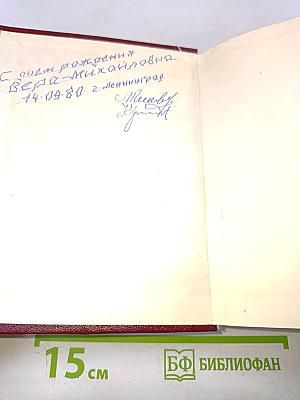 С днем рождения
Вера Михайловна
14.09.80. г. Ленинград
15 см
БФ БИБЛИОФАН